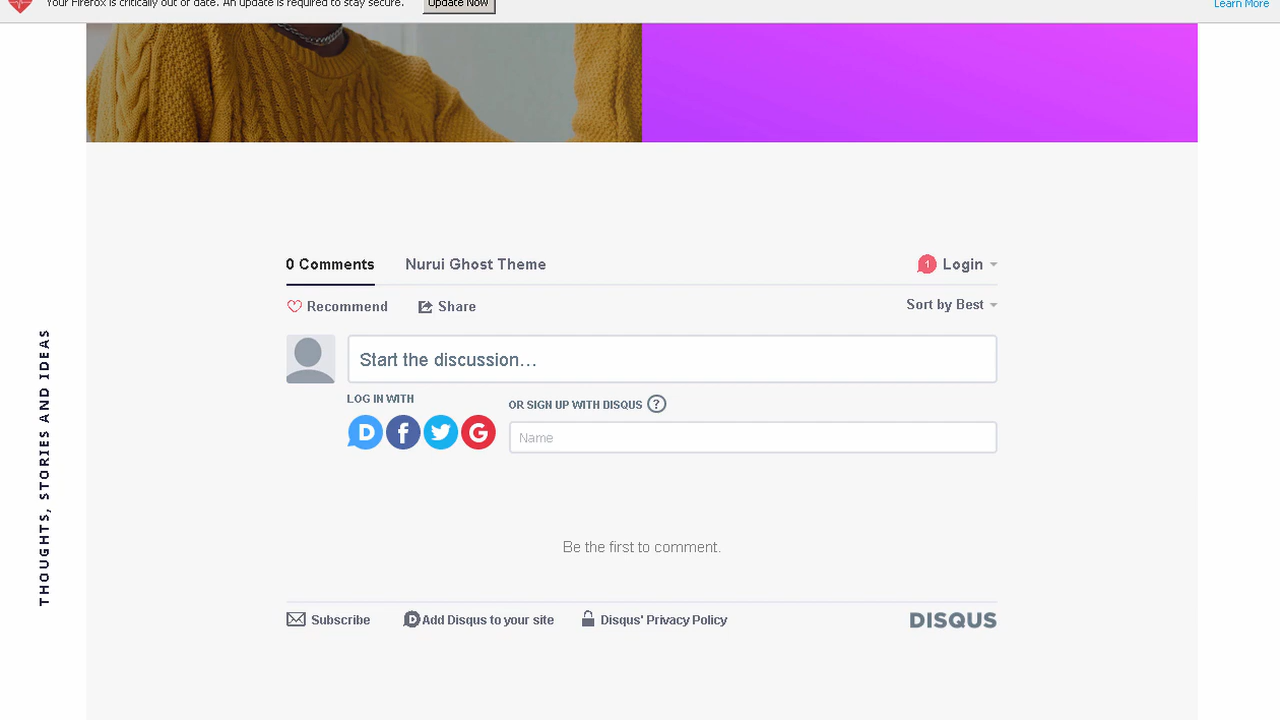 Your Firefox is critically out of date. An update is required to stay secure. Update Now Learn More
0 Comments Nurui Ghost Theme 1 Login
Recommend Share Sort by Best
Start the discussion...
LOG IN WITH
OR SIGN UP WITH DISQUS ?
D f G
Name
THOUGHTS, STORIES AND IDEAS
Be the first to comment.
Subscribe D Add Disqus to your site Disqus' Privacy Policy DISQUS